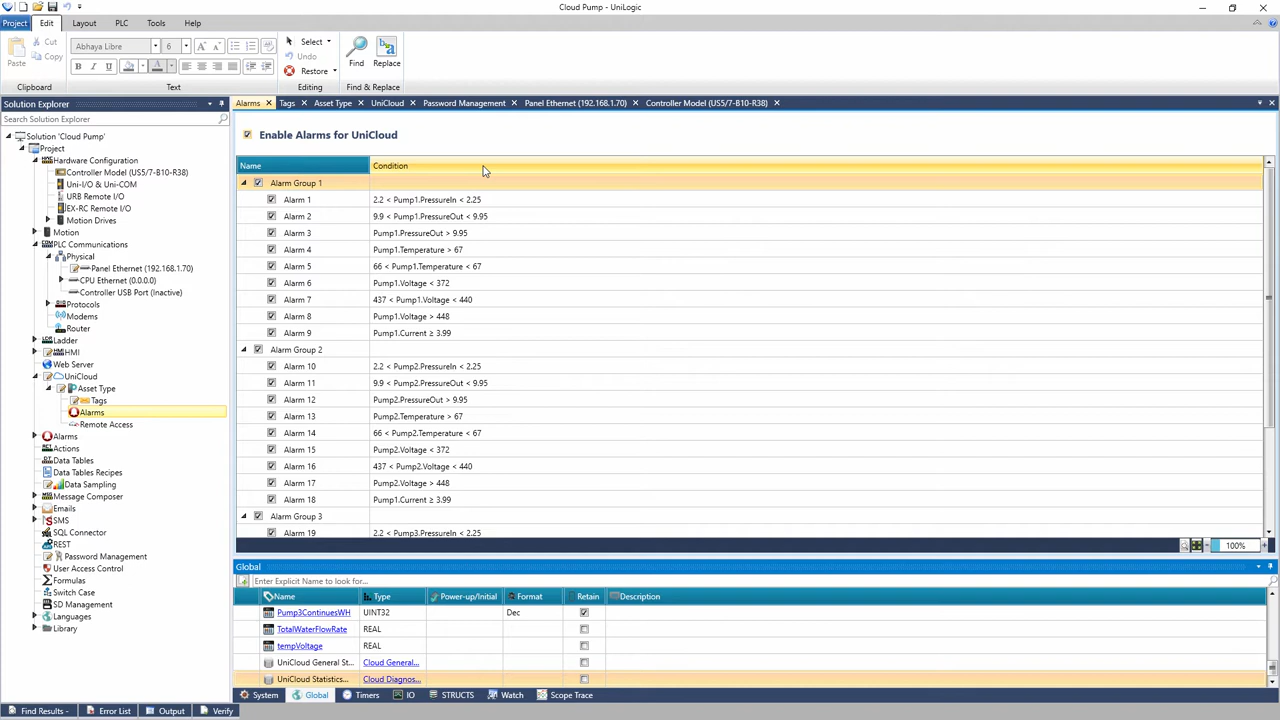 Cloud Pump - UniLogic
Project Edit Layout PLC Tools Help
Paste Cut Copy Clipboard
Abhaya Libre 6
B I U Text
Select Undo Restore Editing
Find Replace Find & Replace
Solution Explorer
Search Solution Explorer
Solution 'Cloud Pump'
Project
Hardware Configuration
Controller Model (US5/7-B10-R38)
Uni-I/O & Uni-COM
URB Remote I/O
EX-RC Remote I/O
Motion Drives
Motion
PLC Communications
Physical
Panel Ethernet (192.168.1.70)
CPU Ethernet (0.0.0.0)
Controller USB Port (Inactive)
Protocols
Modems
Router
Ladder
HMI
Web Server
UniCloud
Asset Type
Tags
Alarms
Remote Access
Alarms
Actions
Data Tables
Data Tables Recipes
Data Sampling
Message Composer
Emails
SMS
SQL Connector
REST
Password Management
User Access Control
Formulas
Switch Case
SD Management
Languages
Library
Alarms Tags Asset Type UniCloud Password Management Panel Ethernet (192.168.1.70) Controller Model (US5/7-B10-R38)
Enable Alarms for UniCloud
Name Condition
Alarm Group 1
Alarm 1 2.2 < Pump1.PressureIn < 2.25
Alarm 2 9.9 < Pump1.PressureOut < 9.95
Alarm 3 Pump1.PressureOut > 9.95
Alarm 4 Pump1.Temperature > 67
Alarm 5 66 < Pump1.Temperature < 67
Alarm 6 Pump1.Voltage < 372
Alarm 7 437 < Pump1.Voltage < 440
Alarm 8 Pump1.Voltage > 448
Alarm 9 Pump1.Current ≥ 3.99
Alarm Group 2
Alarm 10 2.2 < Pump2.PressureIn < 2.25
Alarm 11 9.9 < Pump2.PressureOut < 9.95
Alarm 12 Pump2.PressureOut > 9.95
Alarm 13 Pump2.Temperature > 67
Alarm 14 66 < Pump2.Temperature < 67
Alarm 15 Pump2.Voltage < 372
Alarm 16 437 < Pump2.Voltage < 440
Alarm 17 Pump2.Voltage > 448
Alarm 18 Pump1.Current ≥ 3.99
Alarm Group 3
Alarm 19 2.2 < Pump3.PressureIn < 2.25
100%
Global
Enter Explicit Name to look for...
Name Type Power-up/Initial Format Retain Description
Pump3ContinuesWH UINT32 Dec
TotalWaterFlowRate REAL
tempVoltage REAL
UniCloud General St... Cloud General...
UniCloud Statistics... Cloud Diagnos...
System Global Timers IO STRUCTS Watch Scope Trace
Find Results - Error List Output Verify